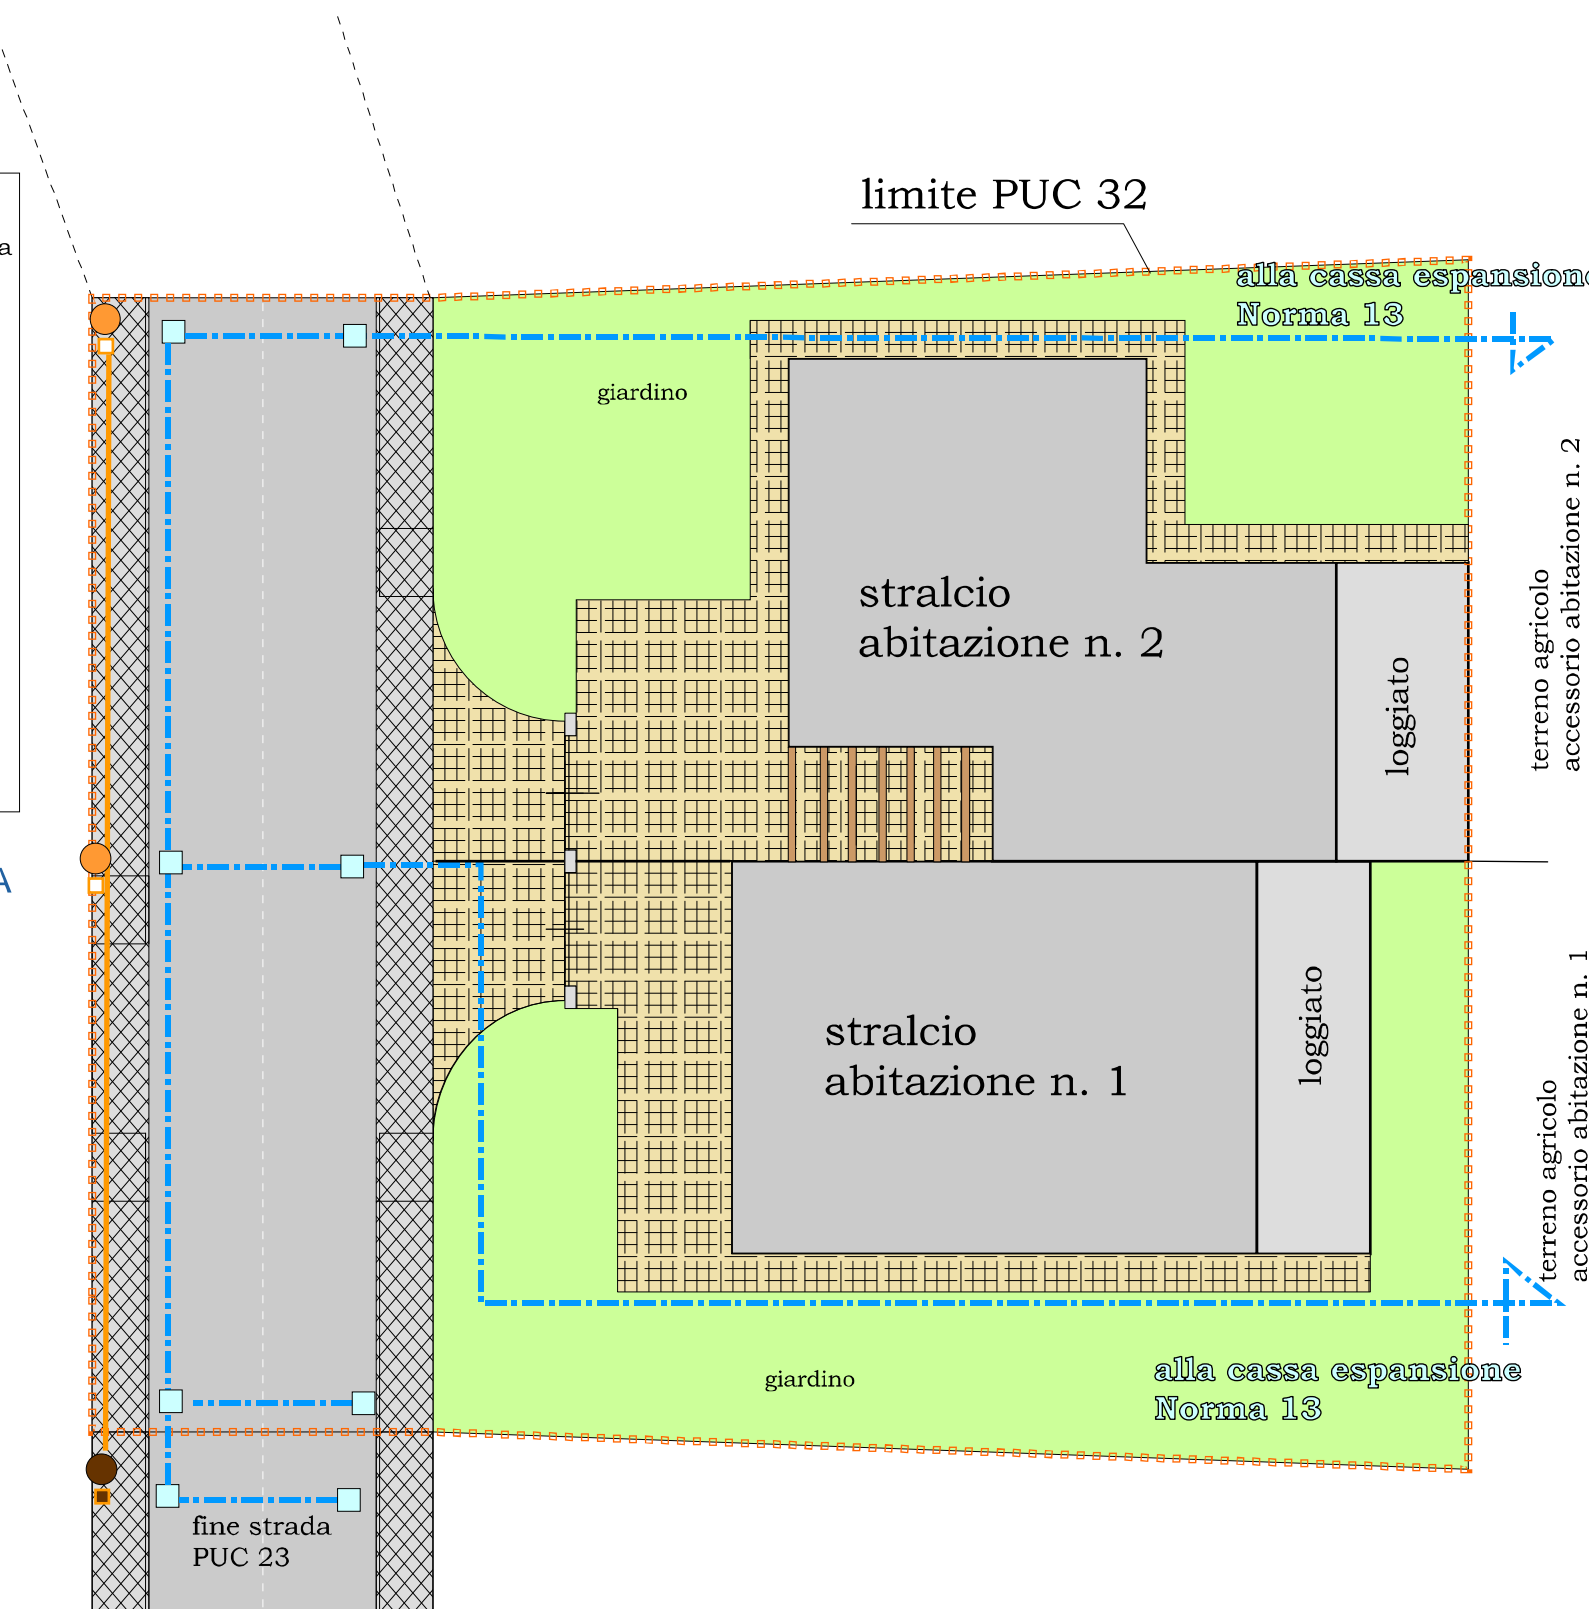 limite PUC 32
a
alla cassa espansione
Norma 13
giardino
stralcio
abitazione n. 2
loggiato
terreno agricolo
accessorio abitazione n. 2
A
stralcio
abitazione n. 1
loggiato
terreno agricolo
accessorio abitazione n. 1
giardino
alla cassa espansione
Norma 13
fine strada
PUC 23